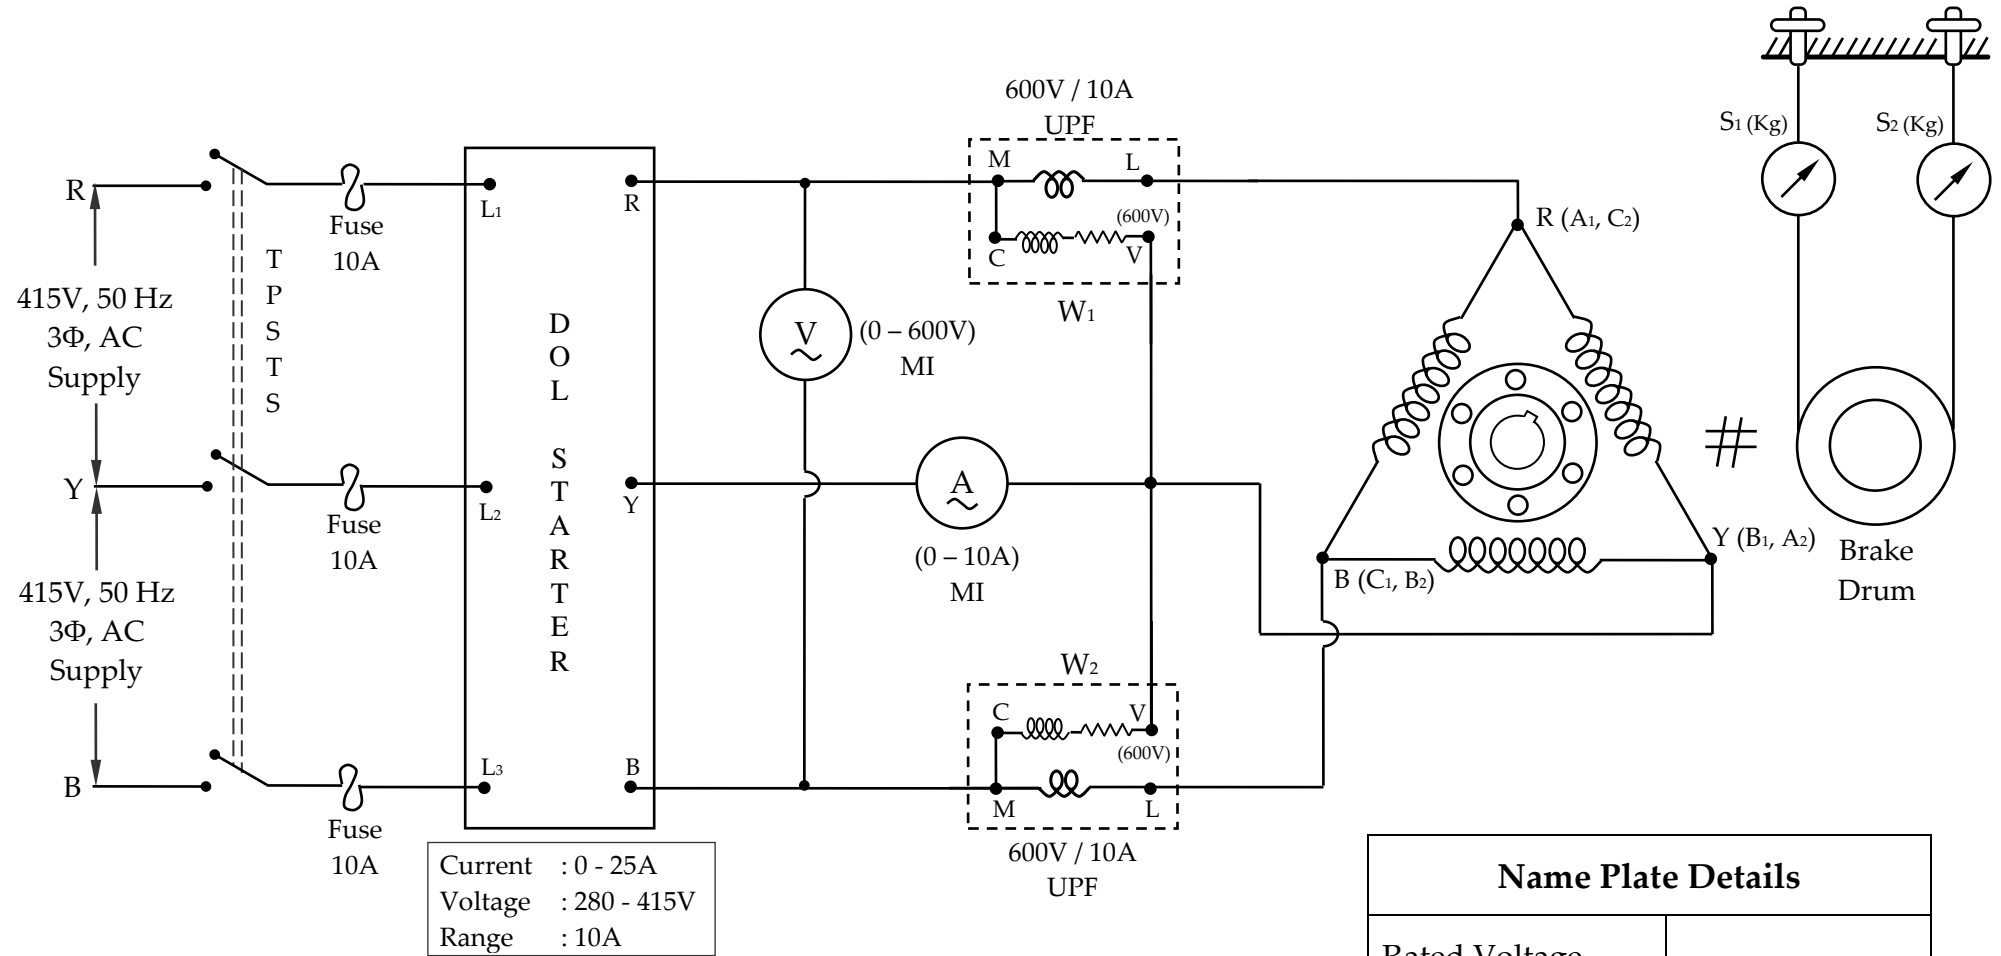 R
415V, 50 Hz
3Φ, AC
Supply
Y
415V, 50 Hz
3Φ, AC
Supply
B
T
P
S
T
S
Fuse
10A
Fuse
10A
Fuse
10A
L1
L2
L3
D
O
L
S
T
A
R
T
E
R
R
Y
B
Current : 0 - 25A
Voltage : 280 - 415V
Range : 10A
V
(0 – 600V)
MI
A
(0 – 10A)
MI
600V / 10A
UPF
M
L
(600V)
C
V
W1
W2
C
V
(600V)
M
L
600V / 10A
UPF
R (A1, C2)
B (C1, B2)
Y (B1, A2)
S1 (Kg)
S2 (Kg)
Brake
Drum
Name Plate Details
Rated Voltage